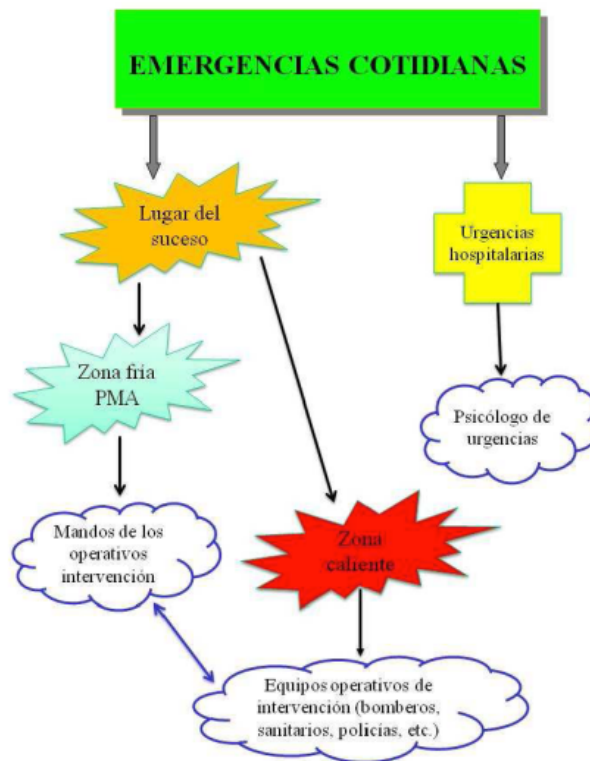 EMERGENCIAS COTIDIANAS
Lugar del
suceso
Urgencias
hospitalarias
Zona fría
PMA
Psicólogo de
urgencias
Mandos de los
operativos
intervención
Zona
caliente
Equipos operativos de
intervención (bomberos,
sanitarios, policías, etc.)